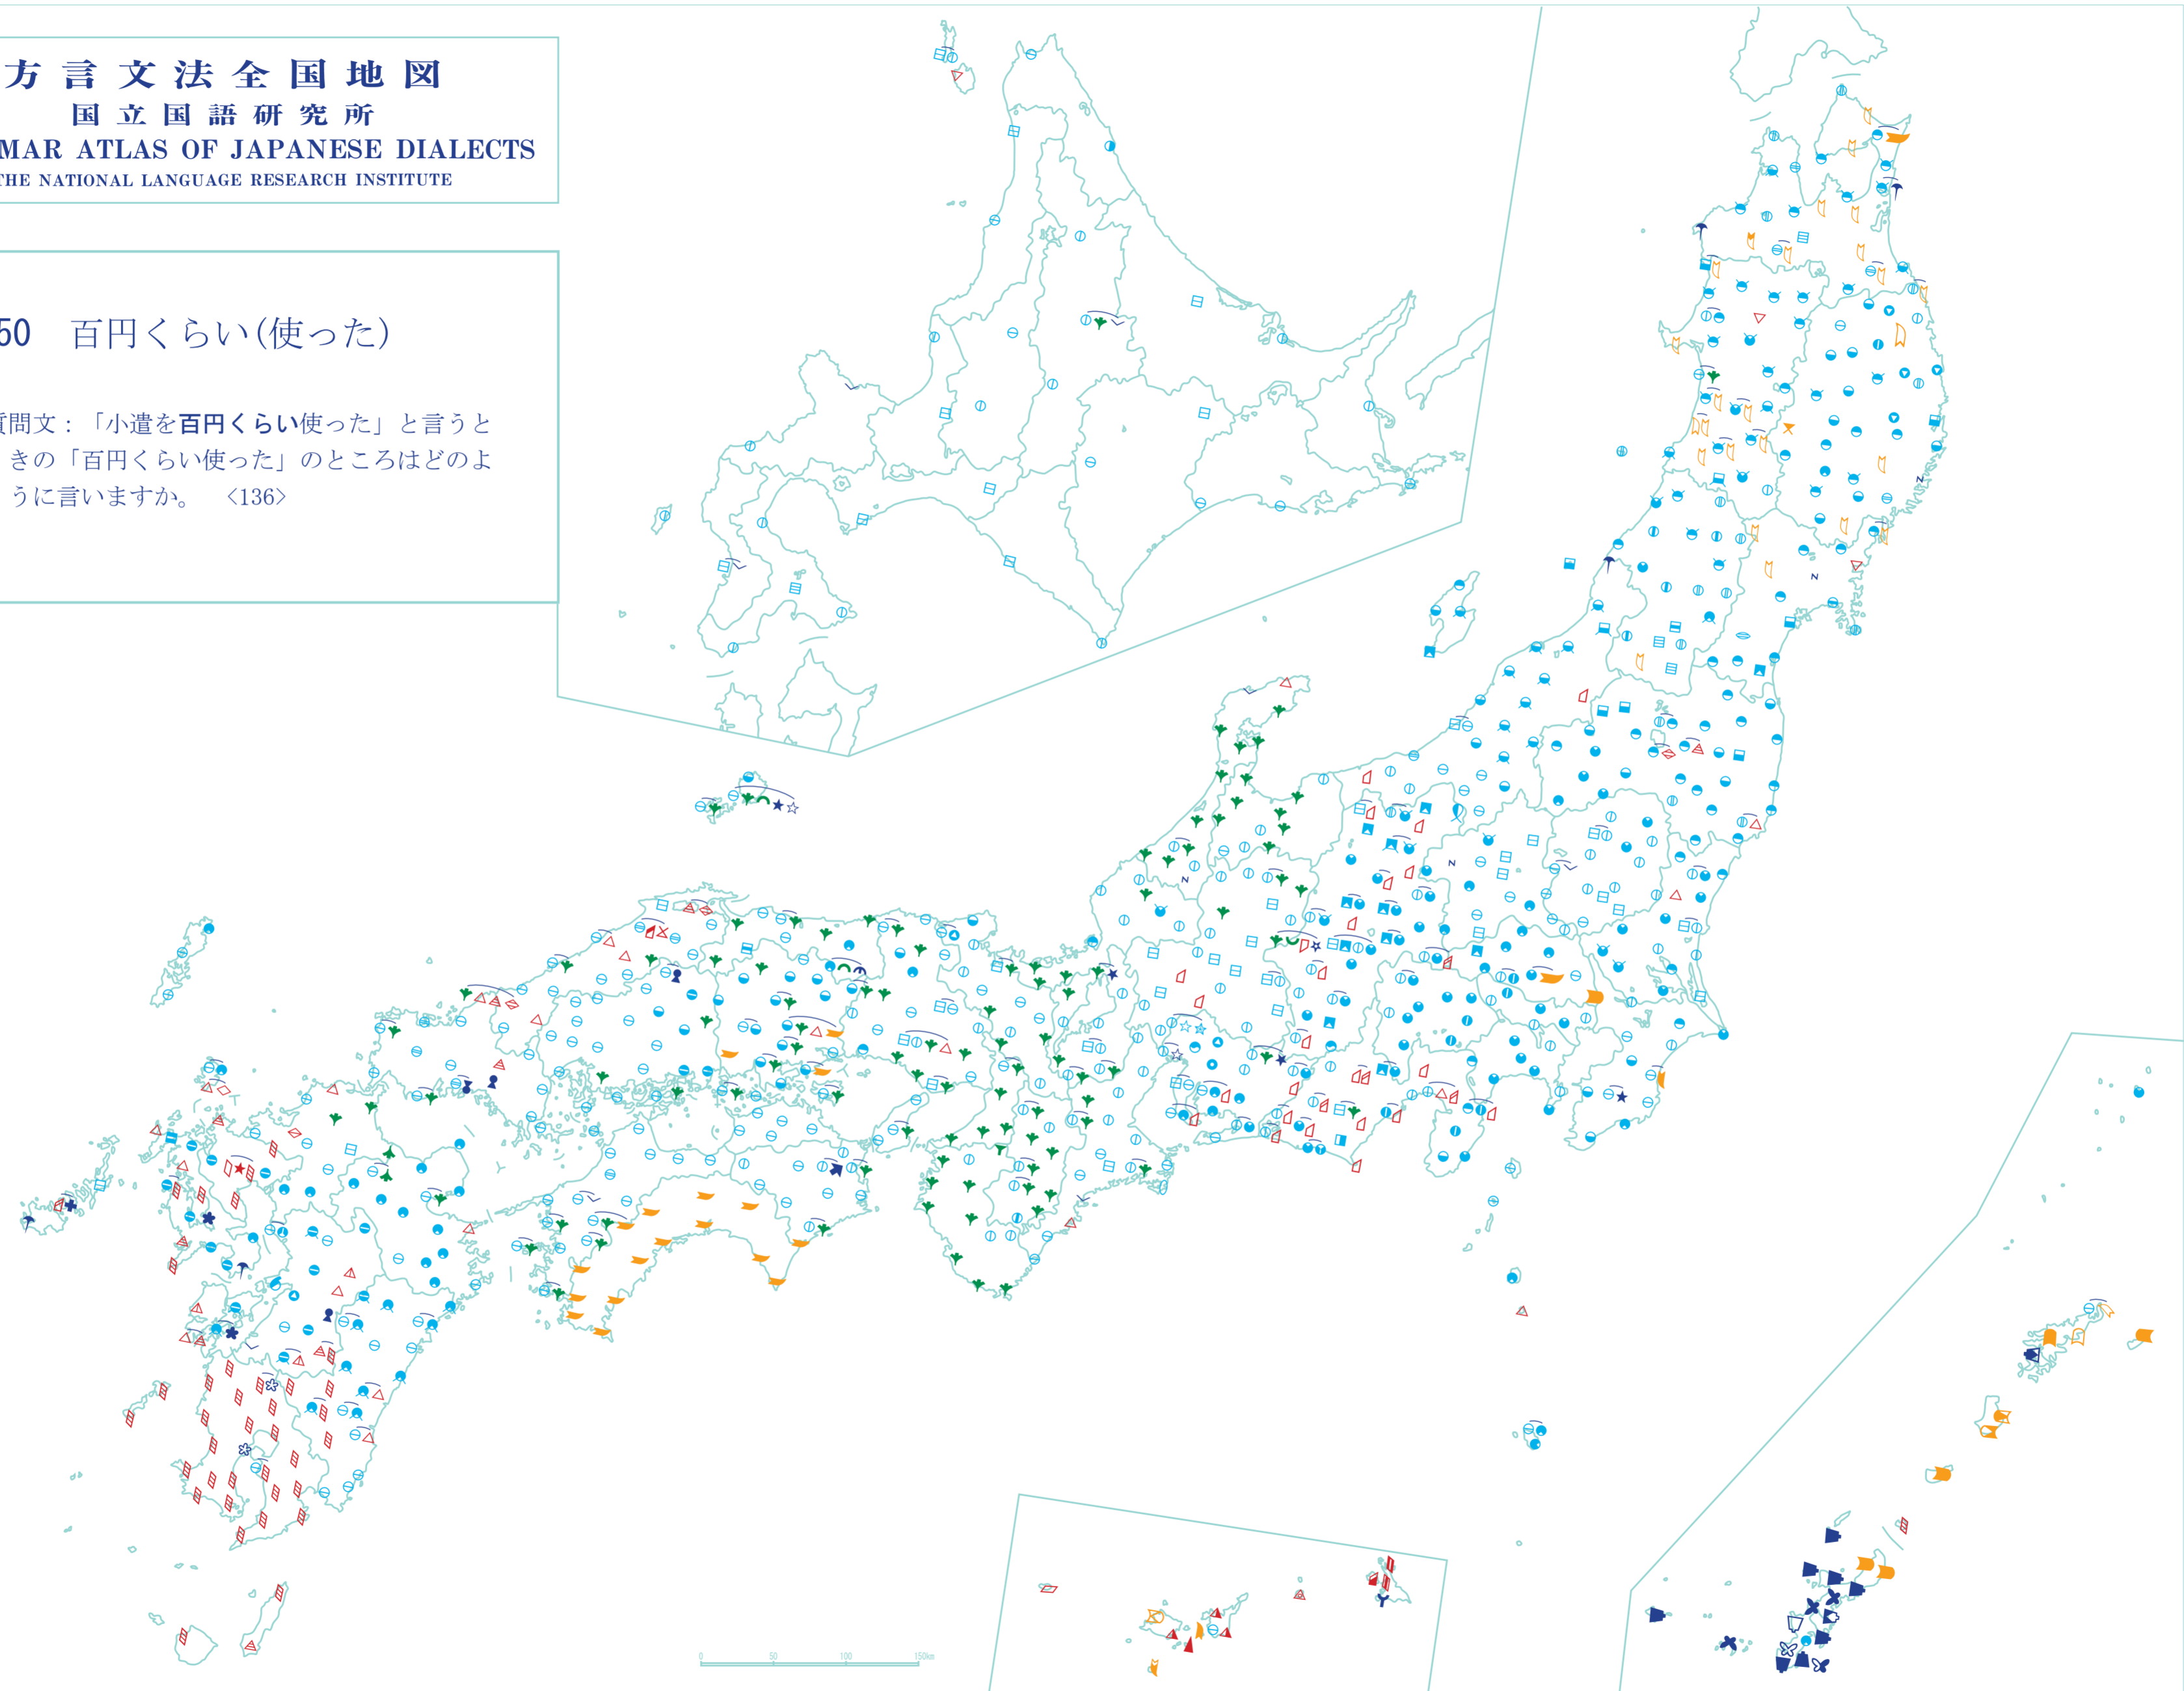 方言文法全国地図
国立国語研究所
MAR ATLAS OF JAPANESE DIALECTS
THE NATIONAL LANGUAGE RESEARCH INSTITUTE
50 百円くらい(使った)
質問文：「小遣を百円くらい使った」と言うと
きの「百円くらい使った」のところはどのよ
うに言いますか。 〈136〉
0 50 100 150km